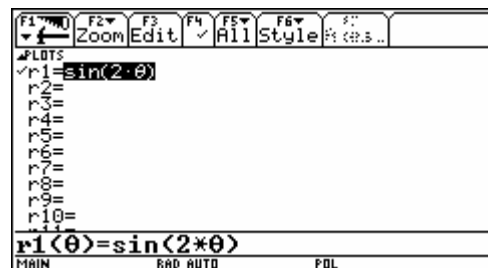 F1 F2 F3 F4 F5 F6
Zoom Edit ✓ All Style
PLOTS
✓r1=sin(2·θ)
r2=
r3=
r4=
r5=
r6=
r7=
r8=
r9=
r10=
r1(θ)=sin(2*θ)
MAIN RAD AUTO POL